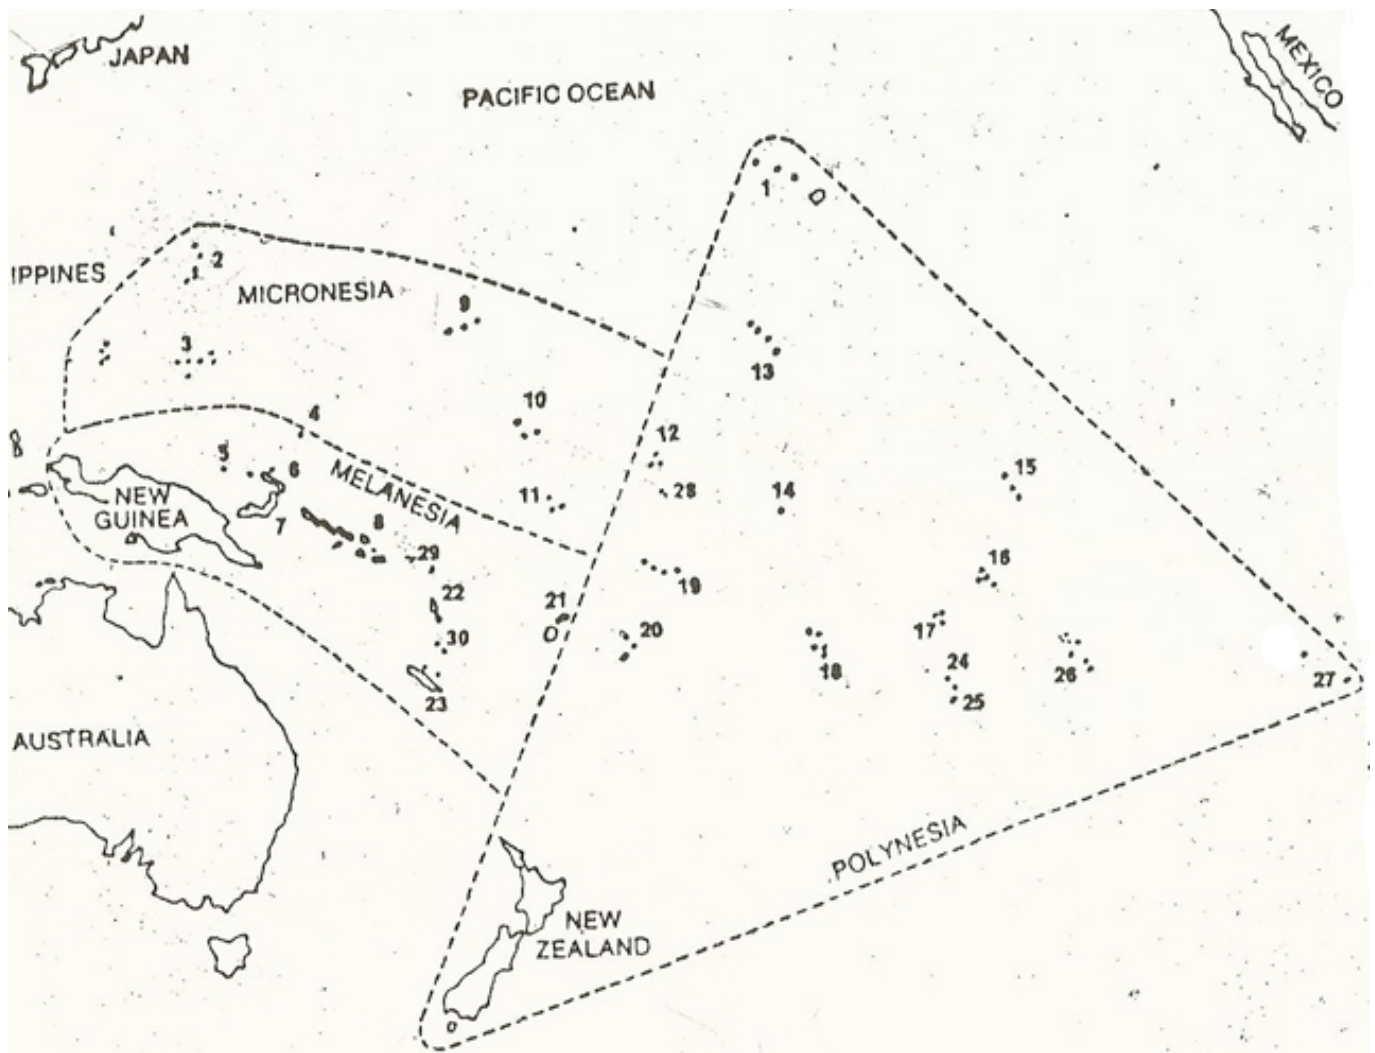 JAPAN
PACIFIC OCEAN
MEXICO
1
2
IPPINES
MICRONESIA
9
3
13
10
4
12
5
6
MELANESIA
15
NEW
GUINEA
11
28
14
7
8
29
16
19
22
21
30
20
17
18
24
26
27
23
25
AUSTRALIA
POLYNESIA
NEW
ZEALAND